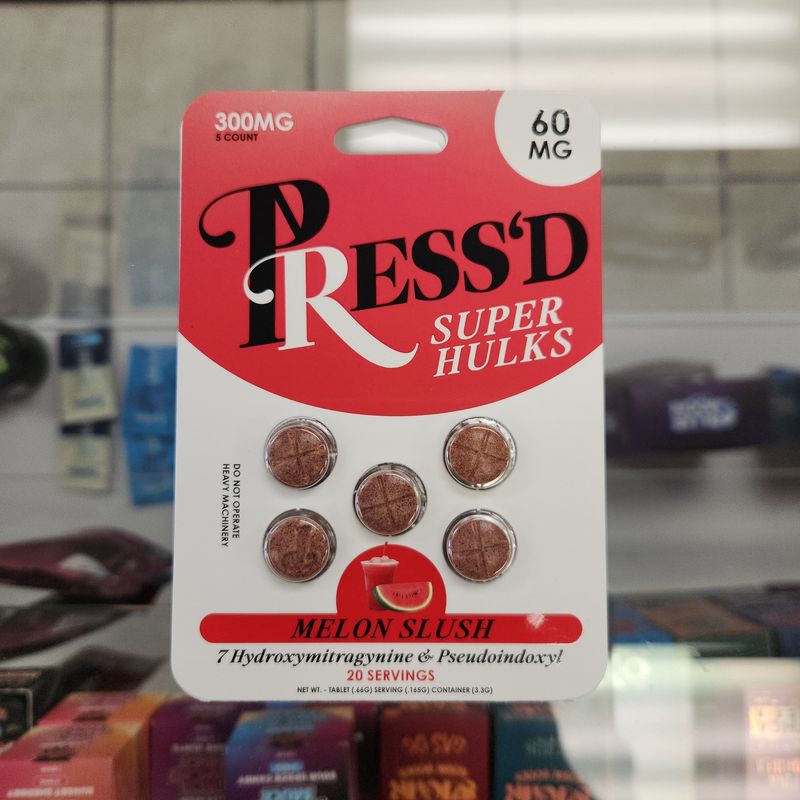 300MG
5 COUNT
60
MG
PRESS'D
SUPER
HULKS
DO NOT OPERATE
HEAVY MACHINERY
MELON SLUSH
7 Hydroxymitragynine & Pseudoindoxyl
20 SERVINGS
NET WT. - TABLET (.66G) SERVING (.165G) CONTAINER (3.3G)